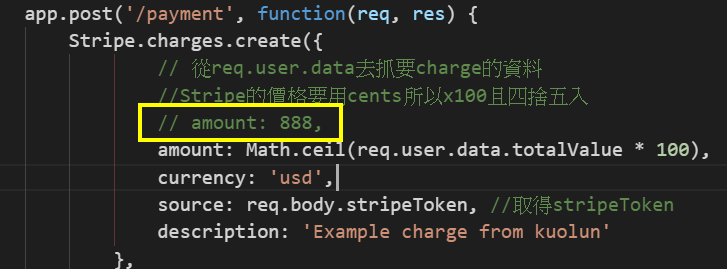 app.post('/payment', function(req, res) {
Stripe.charges.create({
// 從req.user.data去抓要charge的資料
//Stripe的價格要用cents所以x100且四捨五入
// amount: 888,
amount: Math.ceil(req.user.data.totalValue * 100),
currency: 'usd',
source: req.body.stripeToken, //取得stripeToken
description: 'Example charge from kuolun'
},